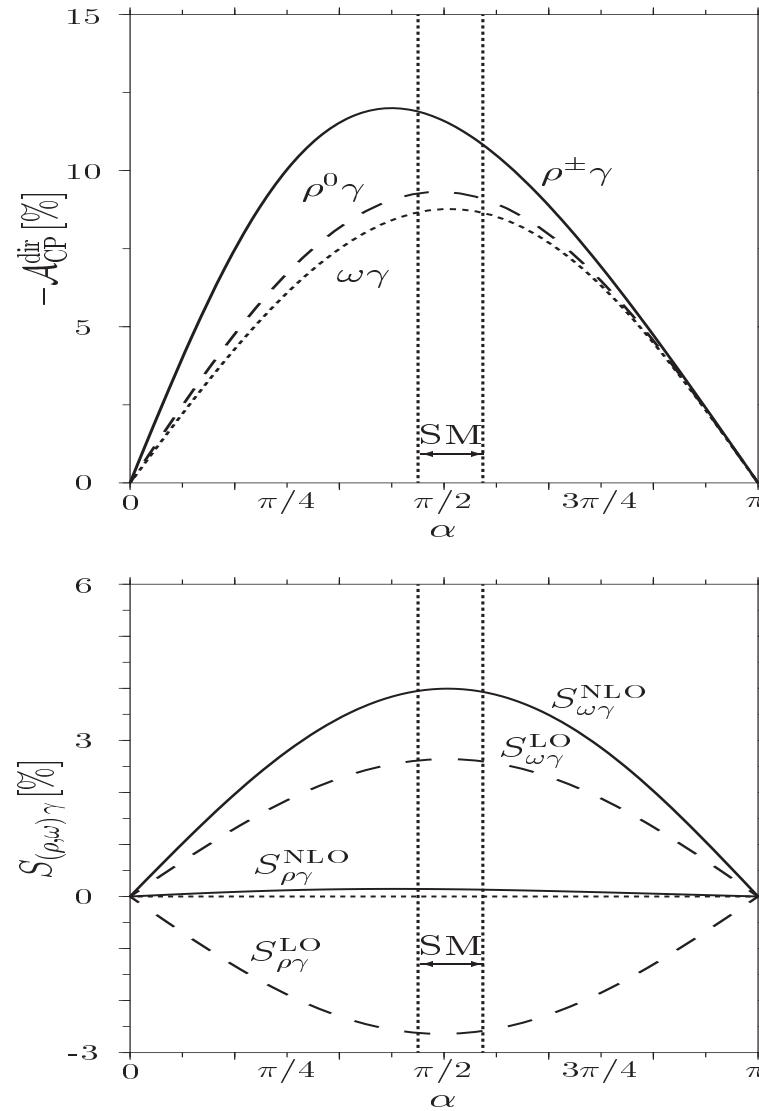 15
10
5
0
−𝒜_CP^dir [%]
ρ^0γ
ρ^±γ
ωγ
SM
0 π/4 π/2 3π/4 π
α
6
3
0
-3
S_(ρ,ω)γ [%]
S_ωγ^NLO
S_ωγ^LO
S_ργ^NLO
S_ργ^LO
SM
0 π/4 π/2 3π/4 π
α